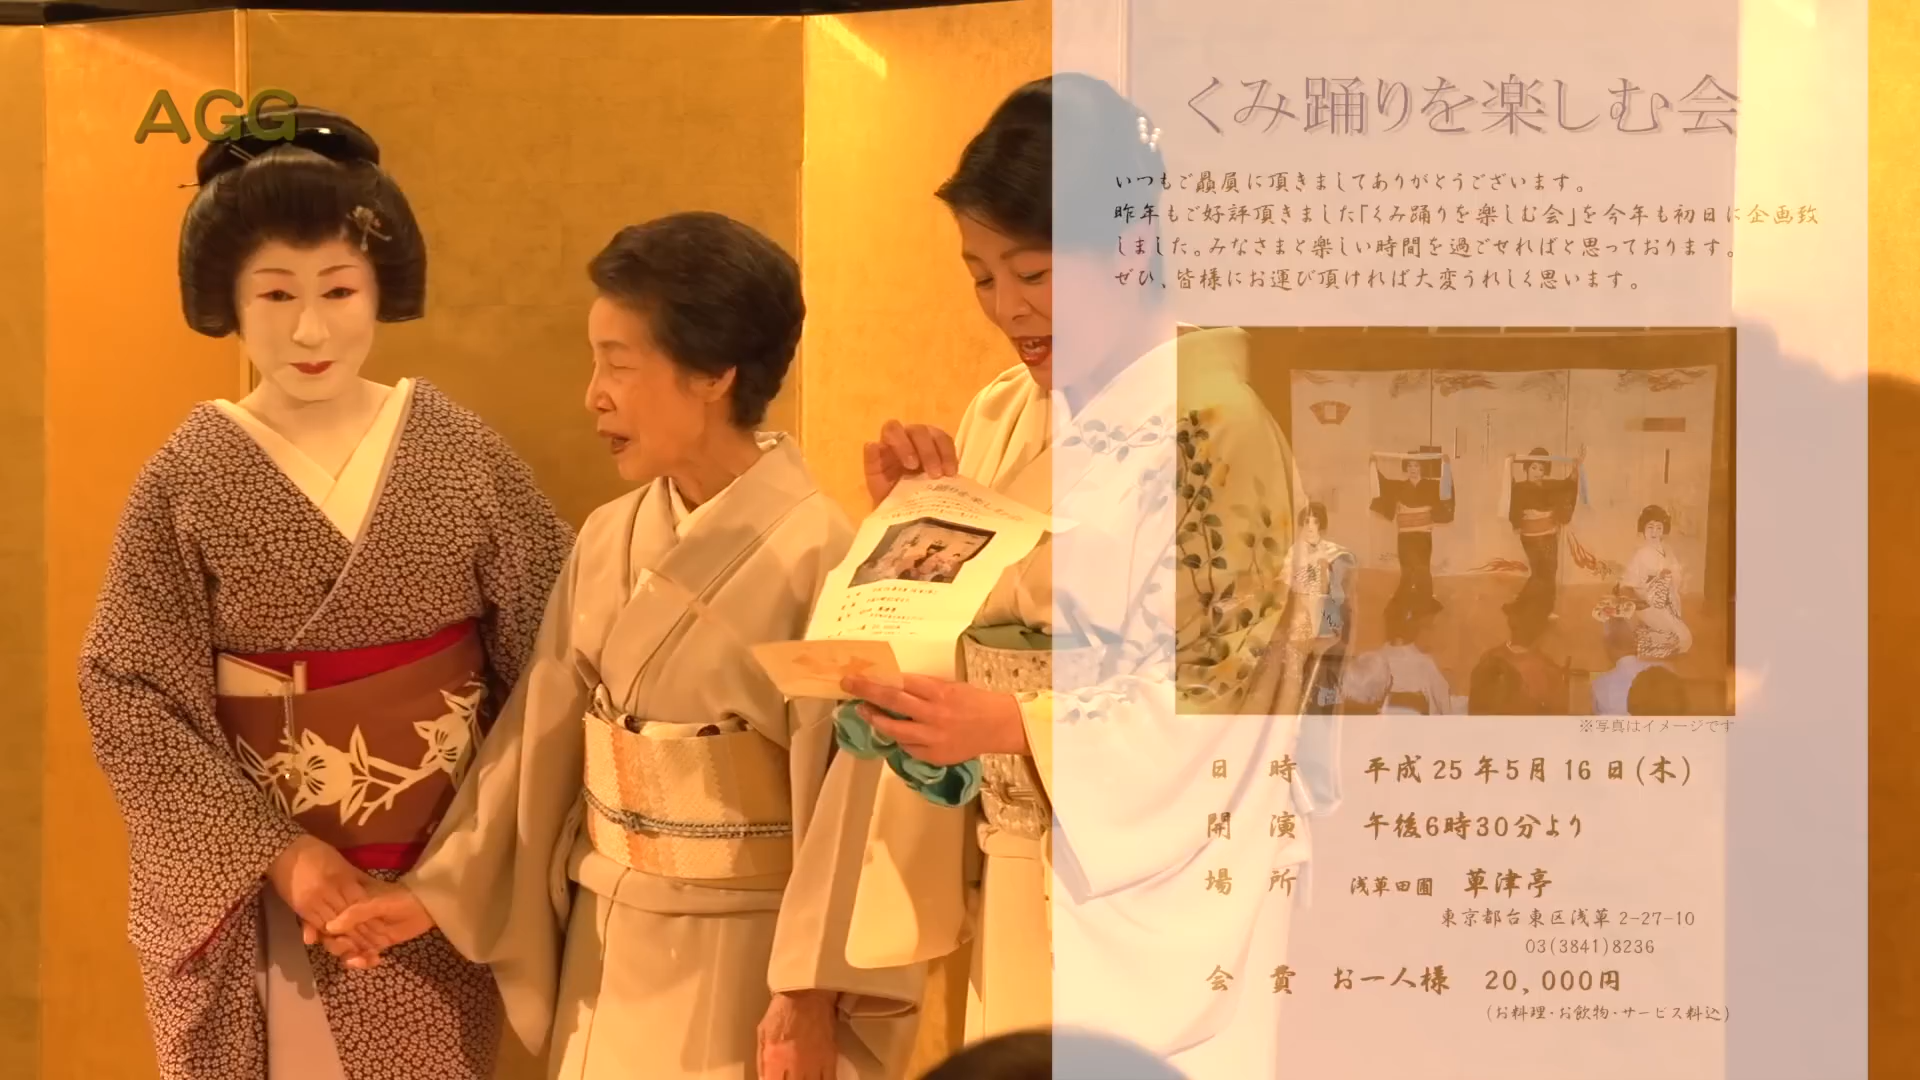 AGG
くみ踊りを楽しむ会
いつもご贔屓に頂きましてありがとうございます。
昨年もご好評頂きました「くみ踊りを楽しむ会」を今年も初日に企画致
しました。みなさまと楽しい時間を過ごせればと思っております。
ぜひ、皆様にお運び頂ければ大変うれしく思います。
※写真はイメージです
日 時 平成25年5月16日(木)
開 演 午後6時30分より
場 所 浅草田圃 草津亭
東京都台東区浅草2-27-10
03(3841)8236
会 費 お一人様 20,000円
(お料理・お飲物・サービス料込)
くみ踊りを楽しむ会